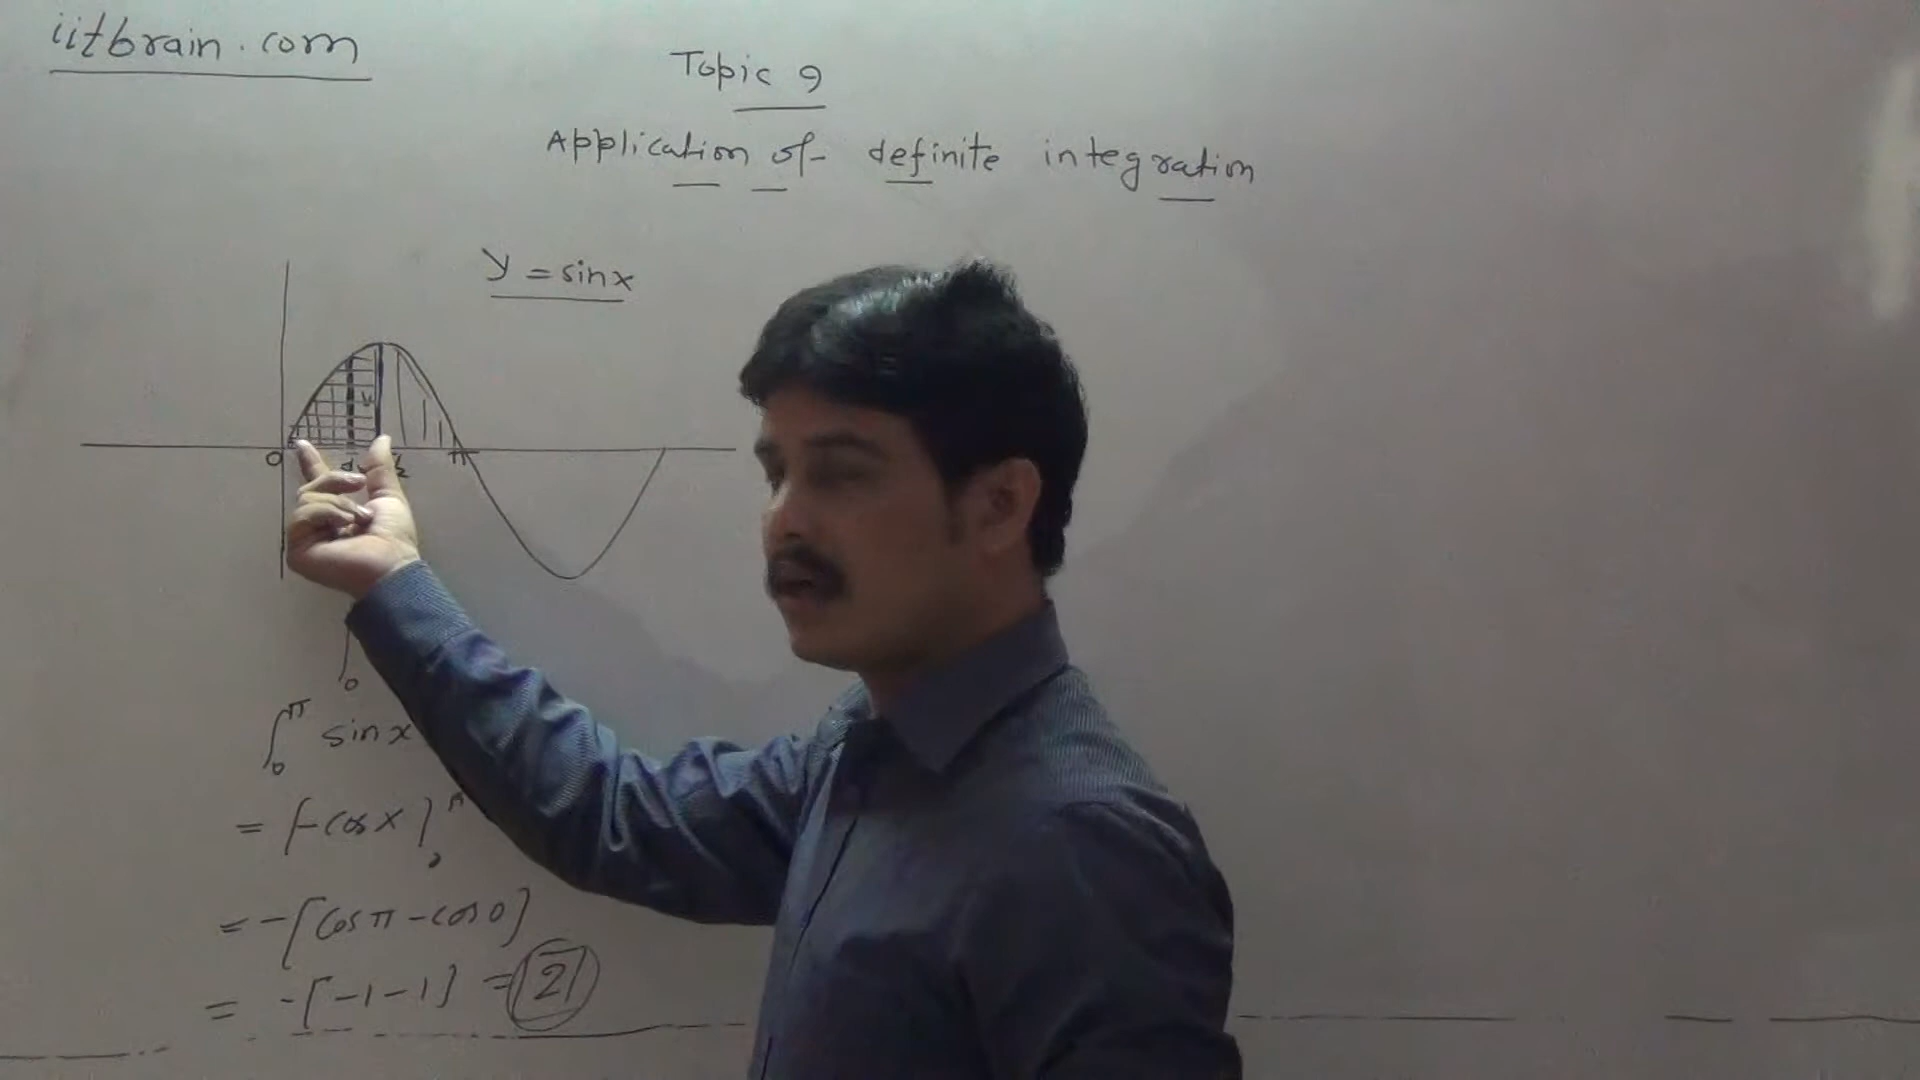 iitbrain.com
Topic 9
Application of definite integration
y = sinx
O π
0
∫₀^π sinx
= [-cosx]₀^π
= -[cosπ - cos0]
= -[-1-1] = 2